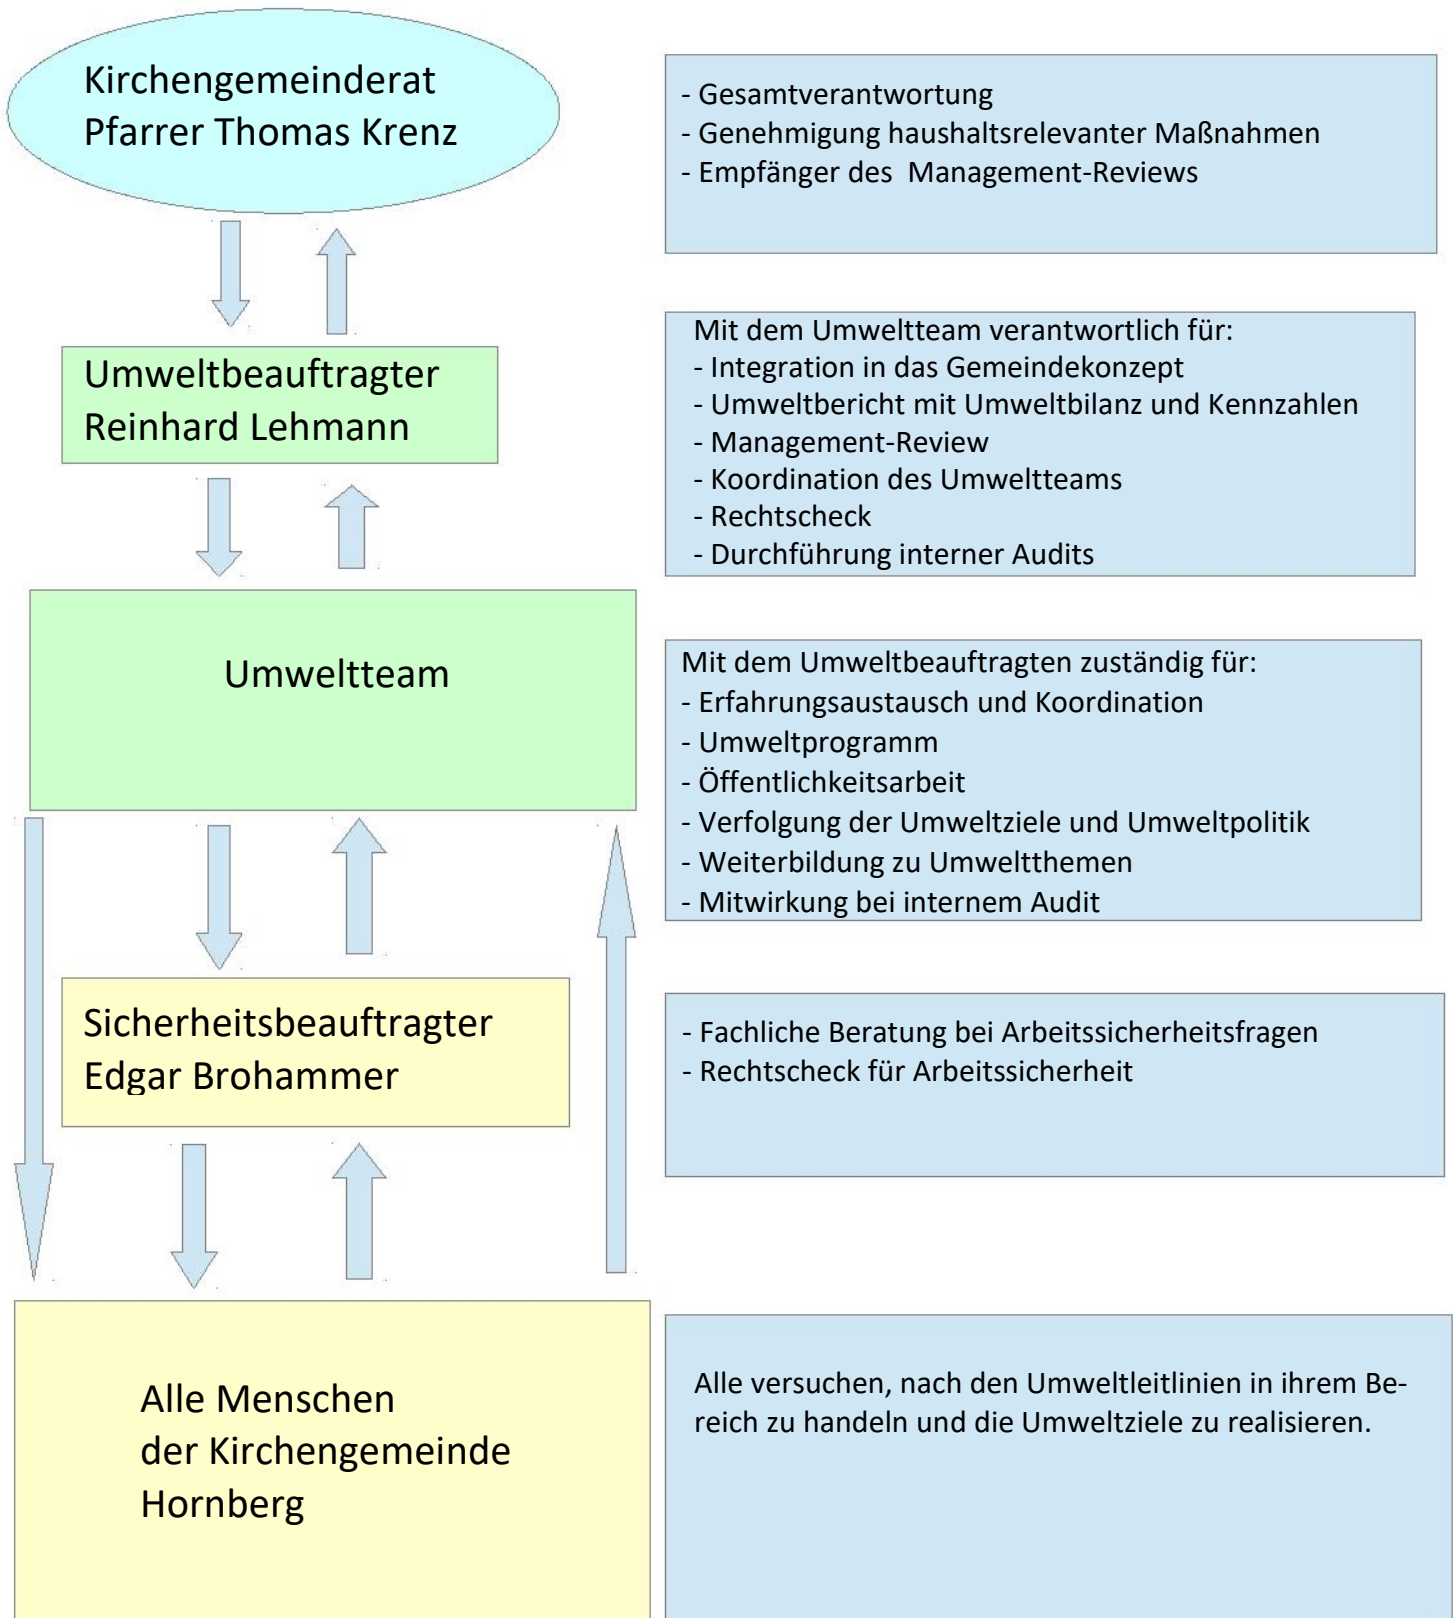 Kirchengemeinderat
Pfarrer Thomas Krenz
- Gesamtverantwortung
- Genehmigung haushaltsrelevanter Maßnahmen
- Empfänger des  Management-Reviews
Umweltbeauftragter
Reinhard Lehmann
Mit dem Umweltteam verantwortlich für:
- Integration in das Gemeindekonzept
- Umweltbericht mit Umweltbilanz und Kennzahlen
- Management-Review
- Koordination des Umweltteams
- Rechtscheck
- Durchführung interner Audits
Umweltteam
Mit dem Umweltbeauftragten zuständig für:
- Erfahrungsaustausch und Koordination
- Umweltprogramm
- Öffentlichkeitsarbeit
- Verfolgung der Umweltziele und Umweltpolitik
- Weiterbildung zu Umweltthemen
- Mitwirkung bei internem Audit
Sicherheitsbeauftragter
Edgar Brohammer
- Fachliche Beratung bei Arbeitssicherheitsfragen
- Rechtscheck für Arbeitssicherheit
Alle Menschen
der Kirchengemeinde
Hornberg
Alle versuchen, nach den Umweltleitlinien in ihrem Be-
reich zu handeln und die Umweltziele zu realisieren.